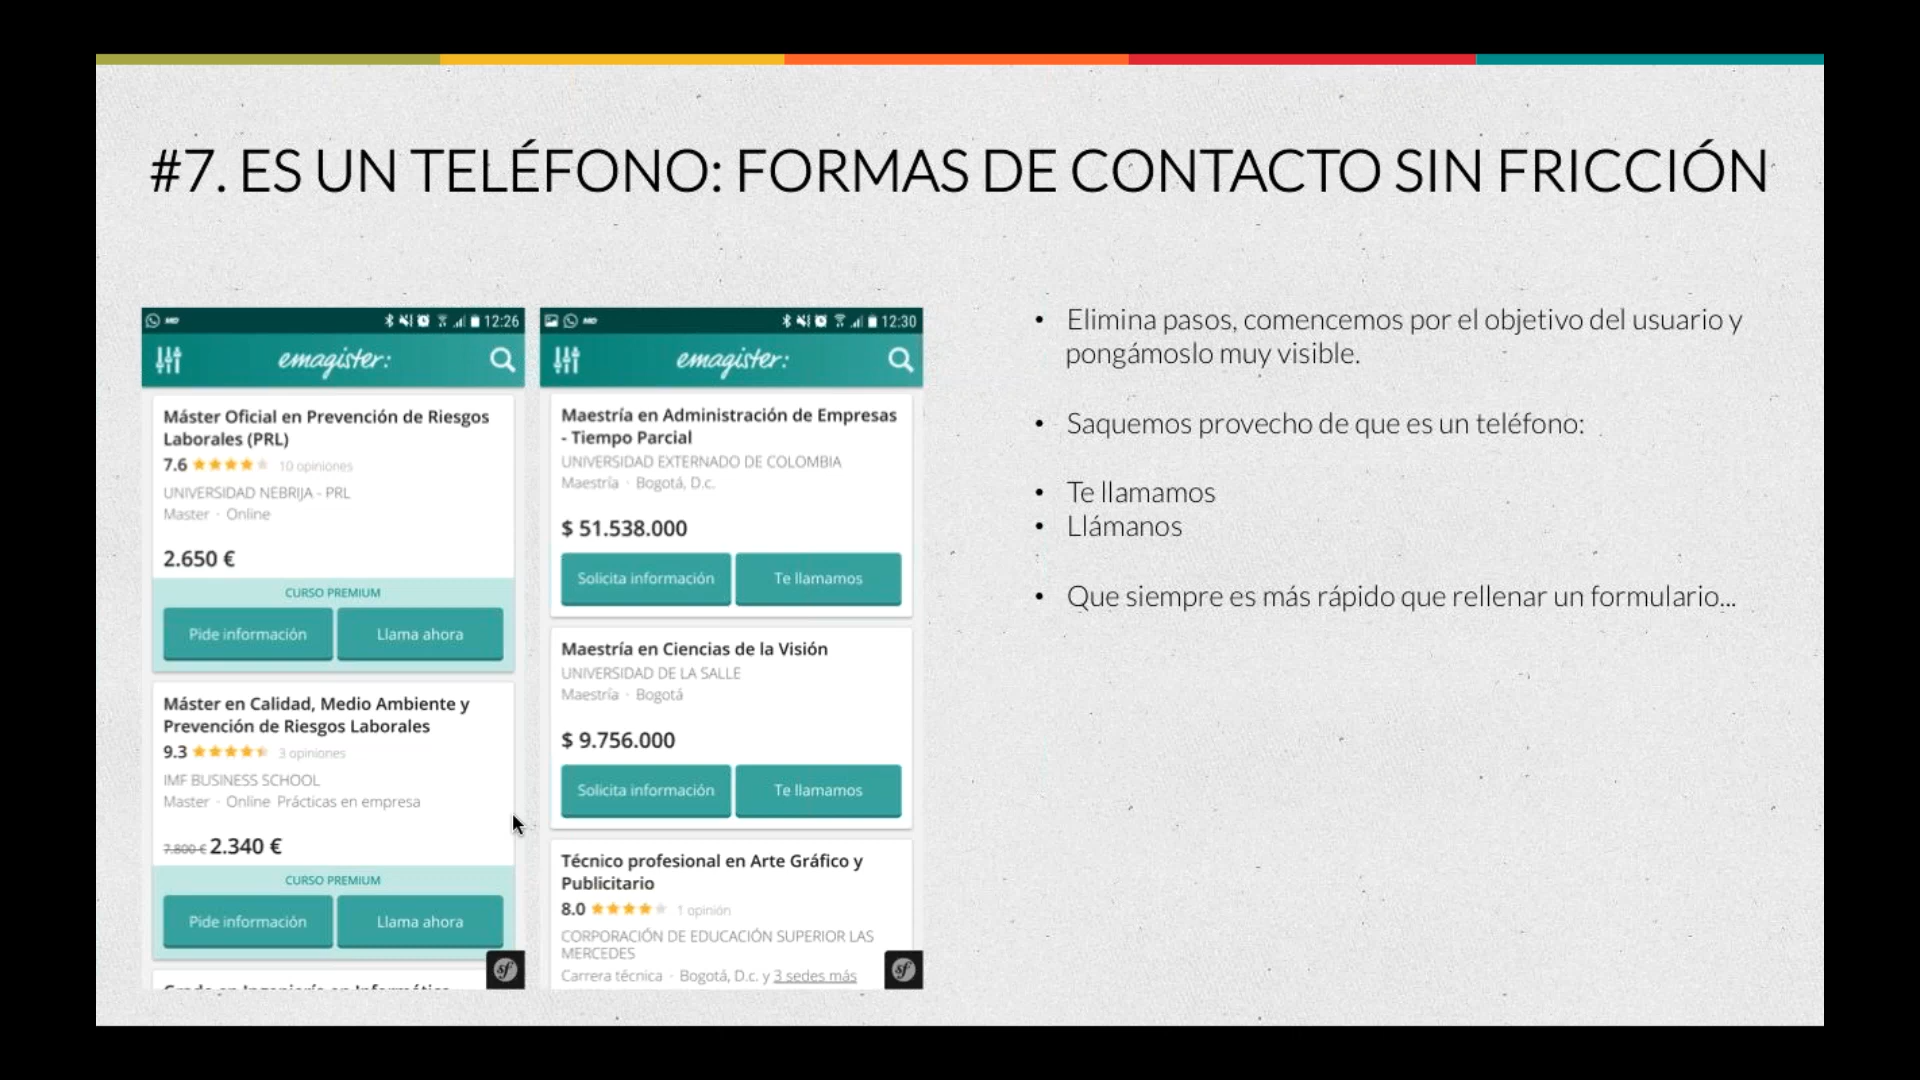 #7. ES UN TELÉFONO: FORMAS DE CONTACTO SIN FRICCIÓN
12:26
emagister:
Máster Oficial en Prevención de Riesgos
Laborales (PRL)
7.6 10 opiniones
UNIVERSIDAD NEBRIJA - PRL
Master · Online
2.650 €
CURSO PREMIUM
Pide información Llama ahora
Máster en Calidad, Medio Ambiente y
Prevención de Riesgos Laborales
9.3 3 opiniones
IMF BUSINESS SCHOOL
Master · Online Prácticas en empresa
7.800 € 2.340 €
CURSO PREMIUM
Pide información Llama ahora
Grado en Ingeniería en Informática
sf
12:30
emagister:
Maestría en Administración de Empresas
- Tiempo Parcial
UNIVERSIDAD EXTERNADO DE COLOMBIA
Maestría · Bogotá, D.c.
$ 51.538.000
Solicita información Te llamamos
Maestría en Ciencias de la Visión
UNIVERSIDAD DE LA SALLE
Maestría · Bogotá
$ 9.756.000
Solicita información Te llamamos
Técnico profesional en Arte Gráfico y
Publicitario
8.0 1 opinión
CORPORACIÓN DE EDUCACIÓN SUPERIOR LAS
MERCEDES
Carrera técnica · Bogotá, D.c. y 3 sedes más
sf
• Elimina pasos, comencemos por el objetivo del usuario y
pongámoslo muy visible.
• Saquemos provecho de que es un teléfono:
• Te llamamos
• Llámanos
• Que siempre es más rápido que rellenar un formulario...